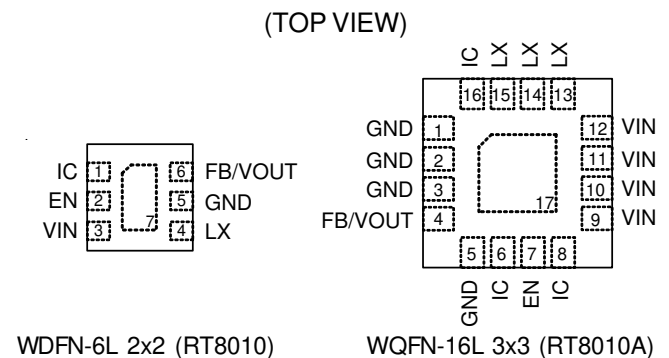 (TOP VIEW)
IC LX LX LX
16 15 14 13
GND 1 12 VIN
GND 2 11 VIN
GND 3 10 VIN
FB/VOUT 4 9 VIN
17
5 6 7 8
GND IC EN IC
IC 1 6 FB/VOUT
EN 2 5 GND
VIN 3 4 LX
7
WDFN-6L 2x2 (RT8010)
WQFN-16L 3x3 (RT8010A)